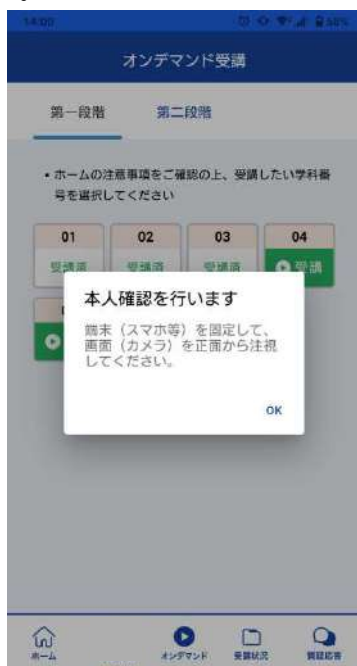 14:00
56%
オンデマンド受講
第一段階
第二段階
・ホームの注意事項をご確認の上、受講したい学科番
号を選択してください
01
02
03
04
受講済
受講済
受講済
受講
本人確認を行います
端末（スマホ等）を固定して、
画面（カメラ）を正面から注視
してください。
OK
ホーム
オンデマンド
受講状況
質疑応答